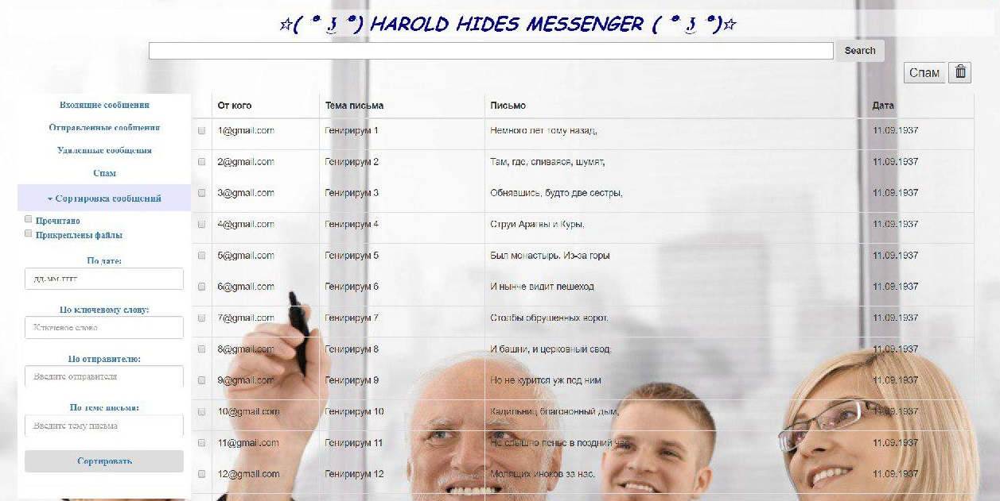 ☆( ͡° ͜ʖ ͡°) HAROLD HIDES MESSENGER ( ͡° ͜ʖ ͡°)☆
Search
Спам
Входящие сообщения
Отправленные сообщения
Удаленные сообщения
Спам
Сортировка сообщений
Прочитано
Прикреплены файлы
По дате:
дд.мм.гггг
По ключевому слову:
Ключевое слово
По отправителю:
Введите отправителя
По теме письма:
Введите тему письма
Сортировать
От кого Тема письма Письмо Дата
1@gmail.com Генирирум 1 Немного лет тому назад, 11.09.1937
2@gmail.com Генирирум 2 Там, где, сливаяся, шумят, 11.09.1937
3@gmail.com Генирирум 3 Обнявшись, будто две сестры, 11.09.1937
4@gmail.com Генирирум 4 Струи Арагвы и Куры, 11.09.1937
5@gmail.com Генирирум 5 Был монастырь. Из-за горы 11.09.1937
6@gmail.com Генирирум 6 И нынче видит пешеход 11.09.1937
7@gmail.com Генирирум 7 Столбы обрушенных ворот, 11.09.1937
8@gmail.com Генирирум 8 И башни, и церковный свод; 11.09.1937
9@gmail.com Генирирум 9 Но не курится уж под ним 11.09.1937
10@gmail.com Генирирум 10 Кадильниц благовонный дым, 11.09.1937
11@gmail.com Генирирум 11 Не слышно пенье в поздний час 11.09.1937
12@gmail.com Генирирум 12 Молящих иноков за нас. 11.09.1937